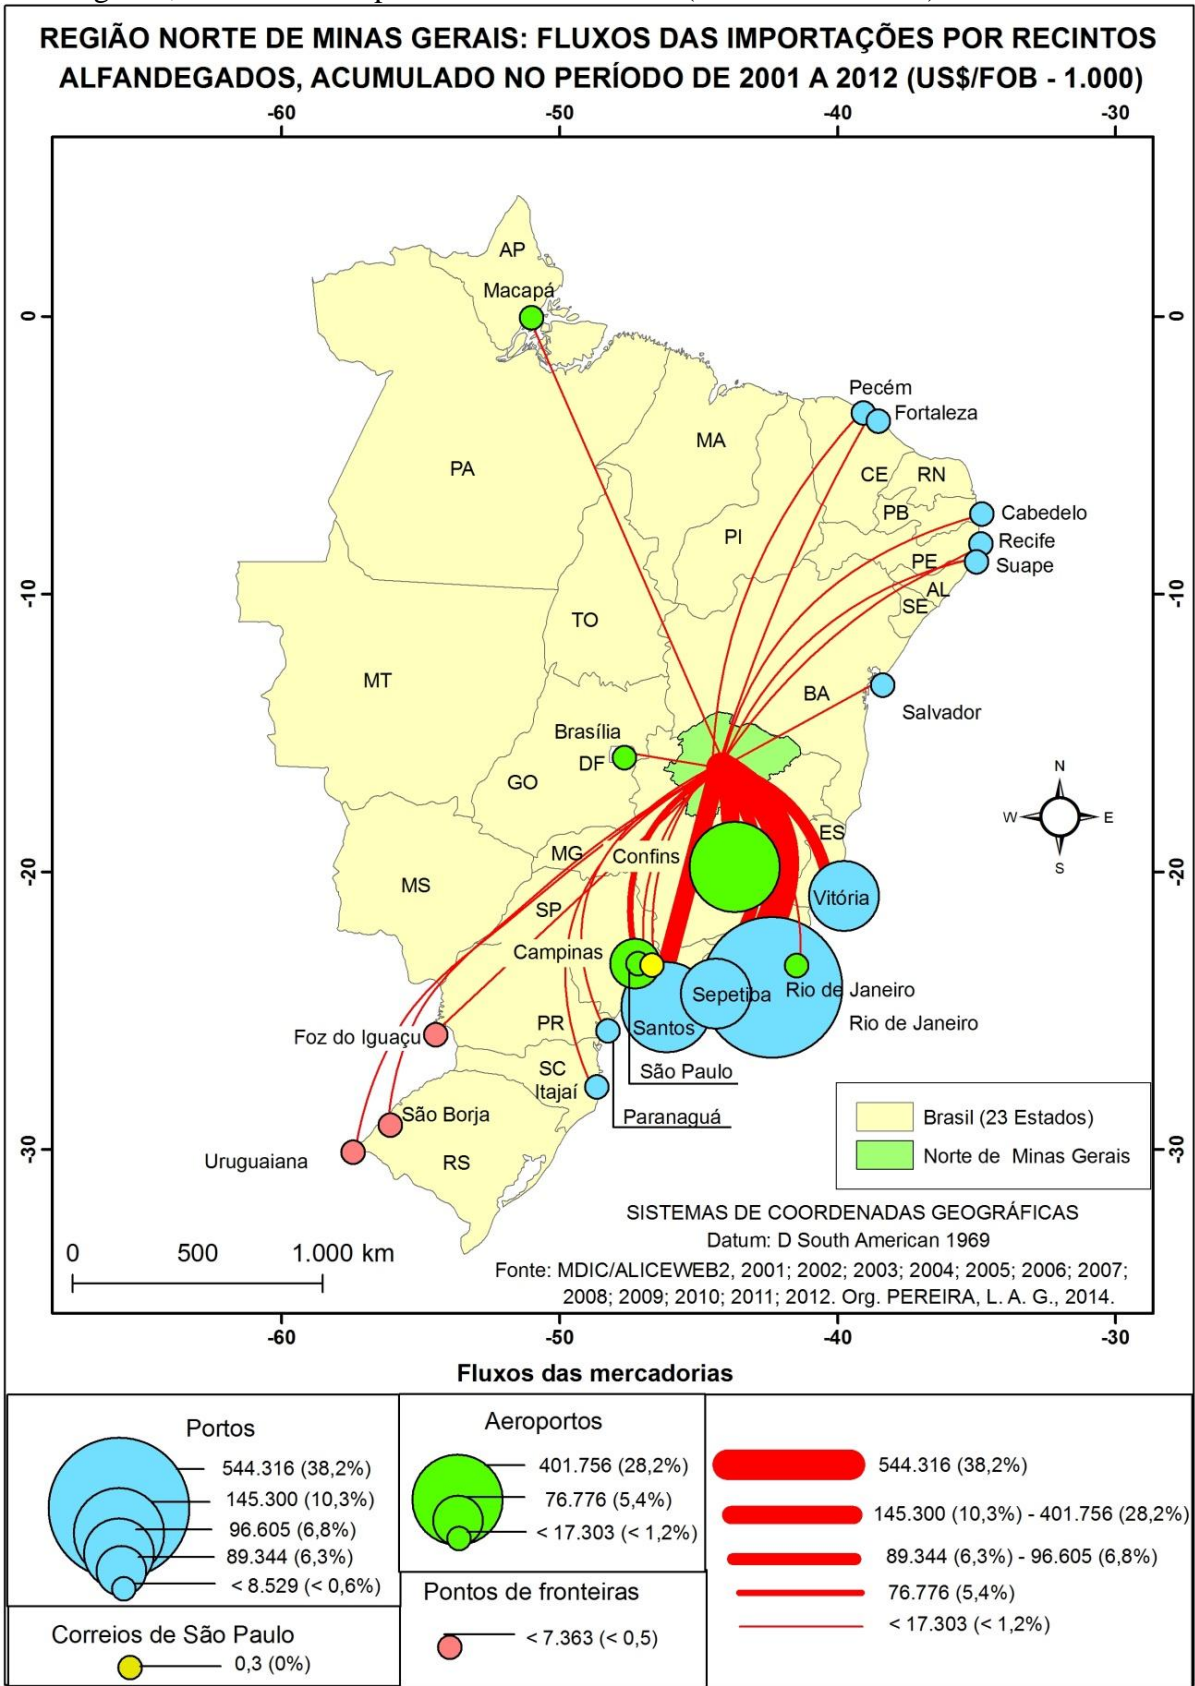 REGIÃO NORTE DE MINAS GERAIS: FLUXOS DAS IMPORTAÇÕES POR RECINTOS
ALFANDEGADOS, ACUMULADO NO PERÍODO DE 2001 A 2012 (US$/FOB - 1.000)
-60 -50 -40 -30
AP
Macapá
0 0
Pecém
Fortaleza
MA
PA
CE RN
PB
Cabedelo
PI
Recife
PE
Suape
-10 -10
AL
SE
TO
MT
BA
Salvador
Brasília
DF
GO
N
W E
S
ES
MG
Confins
-20 -20
MS
Vitória
SP
Campinas
Sepetiba
Rio de Janeiro
Rio de Janeiro
Santos
PR
Foz do Iguaçu
SC
São Paulo
Itajaí
São Borja
Paranaguá
Brasil (23 Estados)
Norte de Minas Gerais
-30 -30
Uruguaiana
RS
SISTEMAS DE COORDENADAS GEOGRÁFICAS
Datum: D South American 1969
0 500 1.000 km
Fonte: MDIC/ALICEWEB2, 2001; 2002; 2003; 2004; 2005; 2006; 2007;
2008; 2009; 2010; 2011; 2012. Org. PEREIRA, L. A. G., 2014.
-60 -50 -40 -30
Fluxos das mercadorias
Portos
544.316 (38,2%)
145.300 (10,3%)
96.605 (6,8%)
89.344 (6,3%)
< 8.529 (< 0,6%)
Correios de São Paulo
0,3 (0%)
Aeroportos
401.756 (28,2%)
76.776 (5,4%)
< 17.303 (< 1,2%)
Pontos de fronteiras
< 7.363 (< 0,5)
544.316 (38,2%)
145.300 (10,3%) - 401.756 (28,2%)
89.344 (6,3%) - 96.605 (6,8%)
76.776 (5,4%)
< 17.303 (< 1,2%)